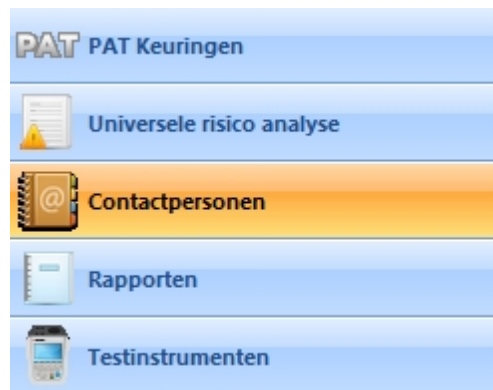 PAT PAT Keuringen
Universele risico analyse
@
Contactpersonen
Rapporten
Testinstrumenten